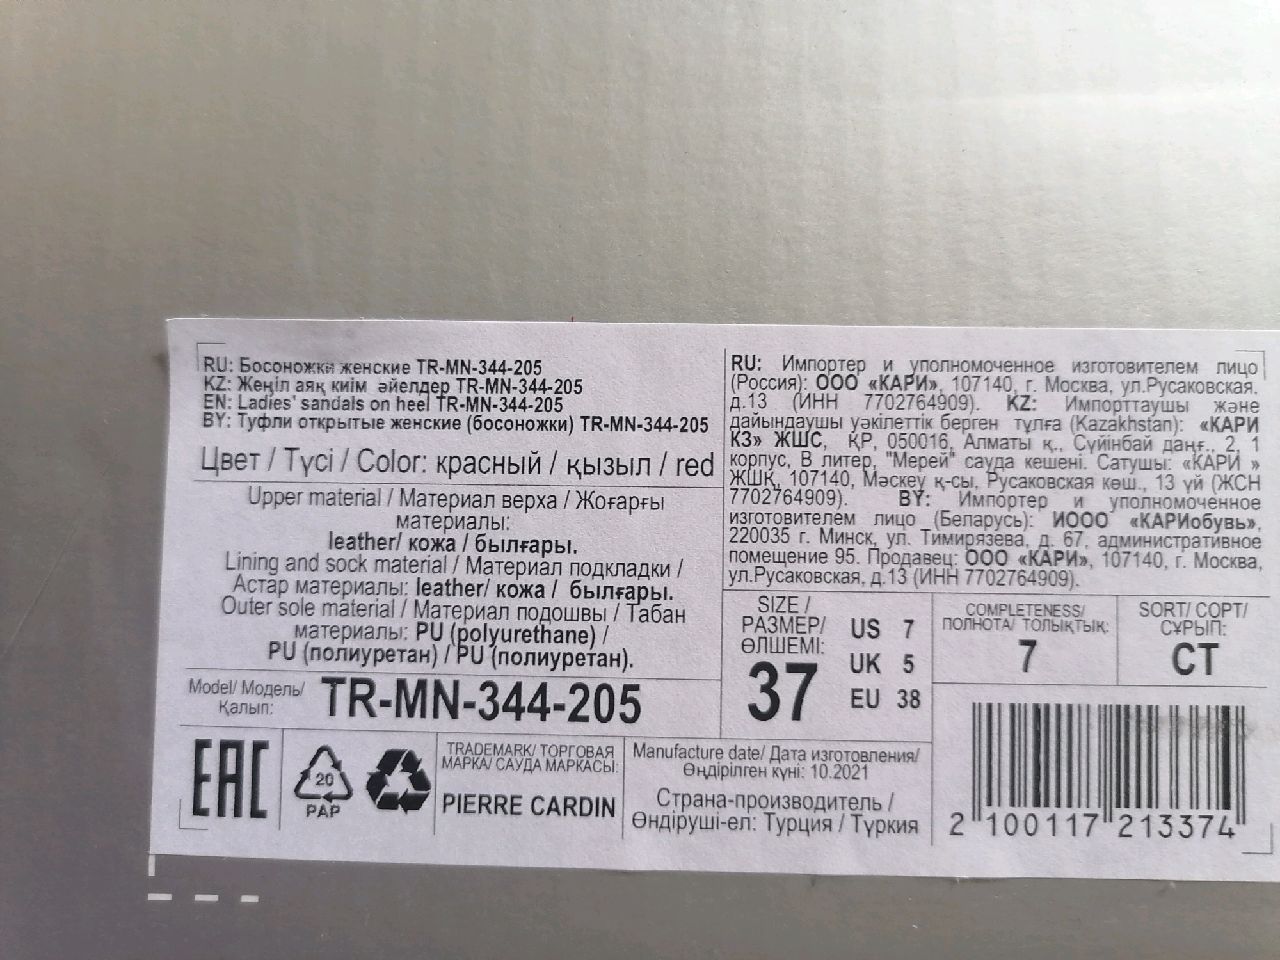 RU: Босоножки женские TR-MN-344-205
KZ: Жеңіл аяқ киім әйелдер TR-MN-344-205
EN: Ladies' sandals on heel TR-MN-344-205
BY: Туфли открытые женские (босоножки) TR-MN-344-205
Цвет / Түсі / Color: красный / қызыл / red
Upper material / Материал верха / Жоғарғы
материалы:
leather/ кожа / былғары.
Lining and sock material / Материал подкладки /
Астар материалы: leather/ кожа / былғары.
Outer sole material / Материал подошвы / Табан
материалы: PU (polyurethane) /
PU (полиуретан) / PU (полиуретан).
Model/ Модель/
Қалып:
TR-MN-344-205
EAC
20
PAP
TRADEMARK/ ТОРГОВАЯ
МАРКА/ САУДА МАРКАСЫ:
PIERRE CARDIN
Manufacture date/ Дата изготовления/
Өңдірілген күні: 10.2021
Страна-производитель /
Өндіруші-ел: Турция / Түркия
RU: Импортер и уполномоченное изготовителем лицо
(Россия): ООО «КАРИ», 107140, г. Москва, ул.Русаковская.
д.13 (ИНН 7702764909). KZ: Импорттаушы және
дайындаушы уәкілеттік берген тұлға (Kazakhstan): «КАРИ
КЗ» ЖШС, ҚР, 050016, Алматы қ., Сүйінбай даңғ., 2, 1
корпус, В литер, "Мерей" сауда кешені. Сатушы: «КАРИ »
ЖШҚ, 107140, Мәскеу қ-сы, Русаковская көш., 13 үй (ЖСН
7702764909). BY: Импортер и уполномоченное
изготовителем лицо (Беларусь): ИООО «КАРИобувь»,
220035 г. Минск, ул. Тимирязева, д. 67, административное
помещение 95. Продавец: ООО «КАРИ», 107140, г. Москва,
ул.Русаковская, д.13 (ИНН 7702764909).
SIZE /
РАЗМЕР/
ӨЛШЕМІ:
37
US 7
UK 5
EU 38
COMPLETENESS/
ПОЛНОТА/ ТОЛЫҚТЫҚ:
7
SORT/ СОРТ/
СҰРЫП:
СТ
2 100117 213374